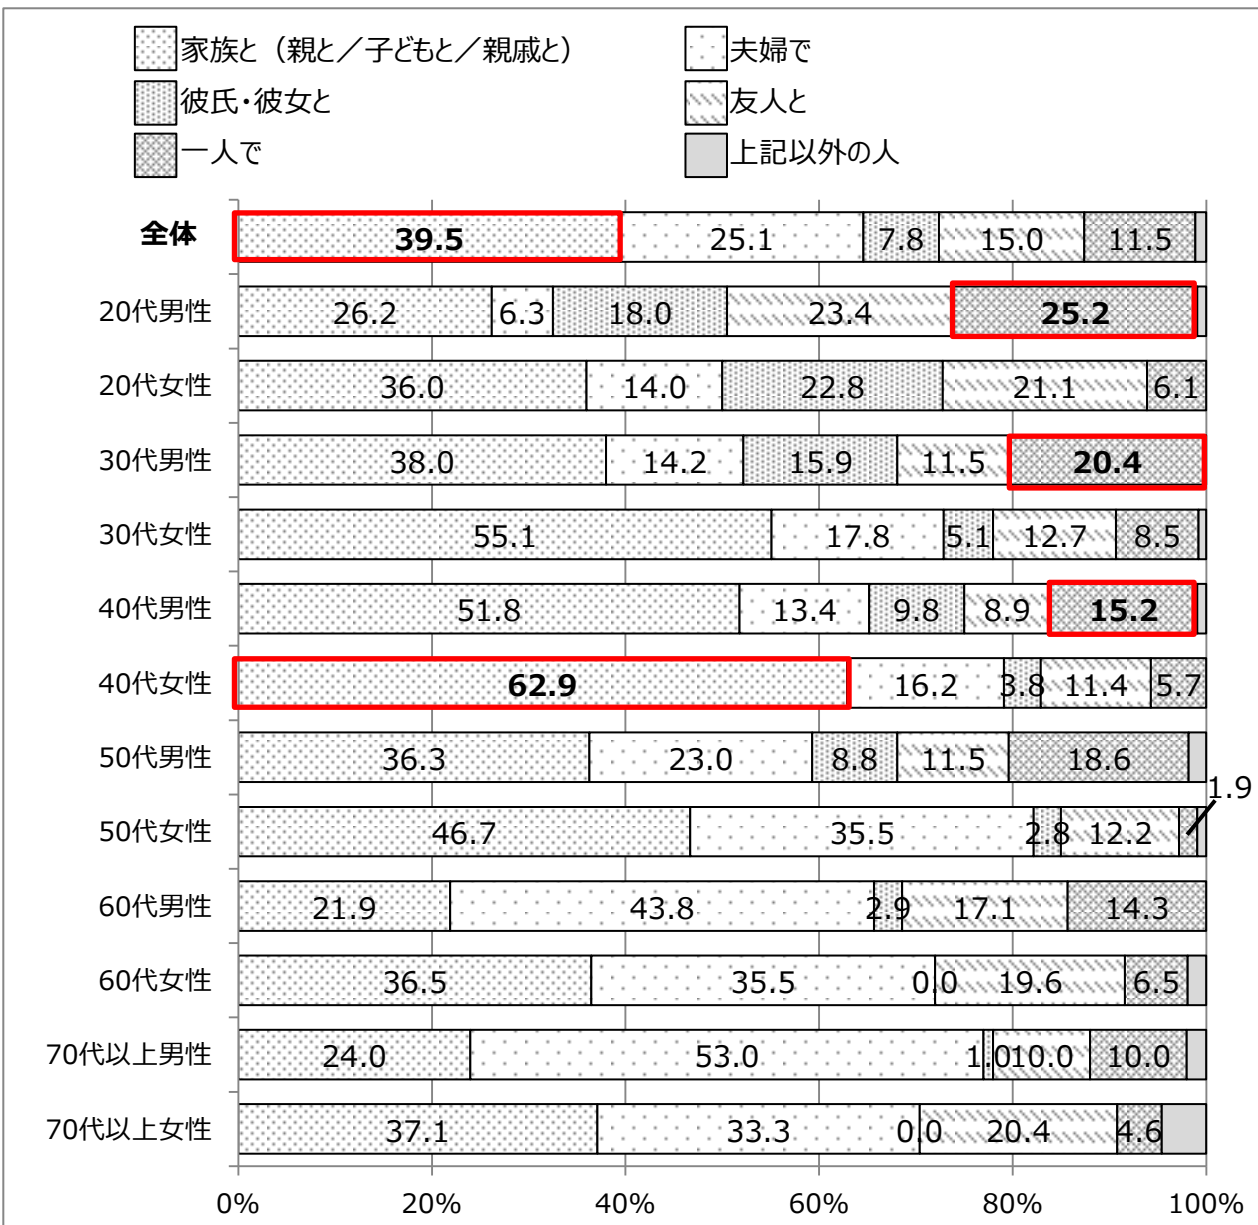 家族と（親と／子どもと／親戚と）
夫婦で
彼氏・彼女と
友人と
一人で
上記以外の人
全体 39.5 25.1 7.8 15.0 11.5
20代男性 26.2 6.3 18.0 23.4 25.2
20代女性 36.0 14.0 22.8 21.1 6.1
30代男性 38.0 14.2 15.9 11.5 20.4
30代女性 55.1 17.8 5.1 12.7 8.5
40代男性 51.8 13.4 9.8 8.9 15.2
40代女性 62.9 16.2 3.8 11.4 5.7
50代男性 36.3 23.0 8.8 11.5 18.6
50代女性 46.7 35.5 2.8 12.2 1.9
60代男性 21.9 43.8 2.9 17.1 14.3
60代女性 36.5 35.5 0.0 19.6 6.5
70代以上男性 24.0 53.0 1.0 10.0 10.0
70代以上女性 37.1 33.3 0.0 20.4 4.6
0% 20% 40% 60% 80% 100%